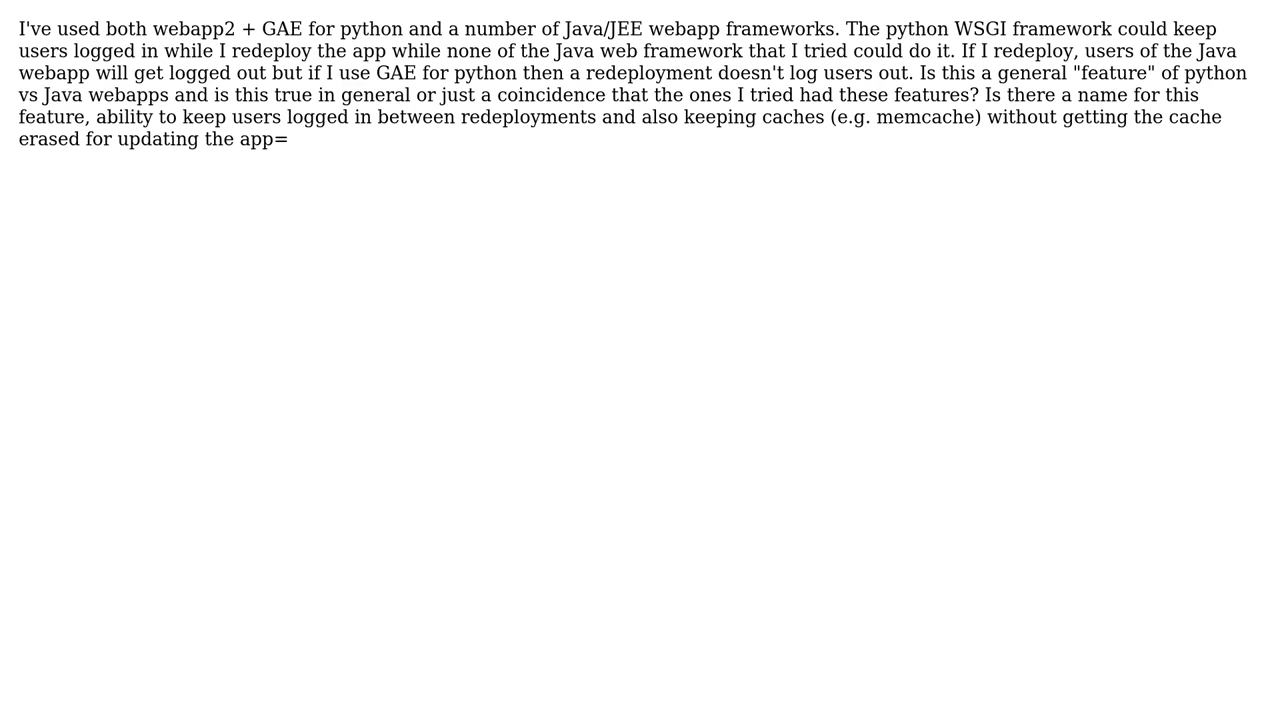 I've used both webapp2 + GAE for python and a number of Java/JEE webapp frameworks. The python WSGI framework could keep
users logged in while I redeploy the app while none of the Java web framework that I tried could do it. If I redeploy, users of the Java
webapp will get logged out but if I use GAE for python then a redeployment doesn't log users out. Is this a general "feature" of python
vs Java webapps and is this true in general or just a coincidence that the ones I tried had these features? Is there a name for this
feature, ability to keep users logged in between redeployments and also keeping caches (e.g. memcache) without getting the cache
erased for updating the app=